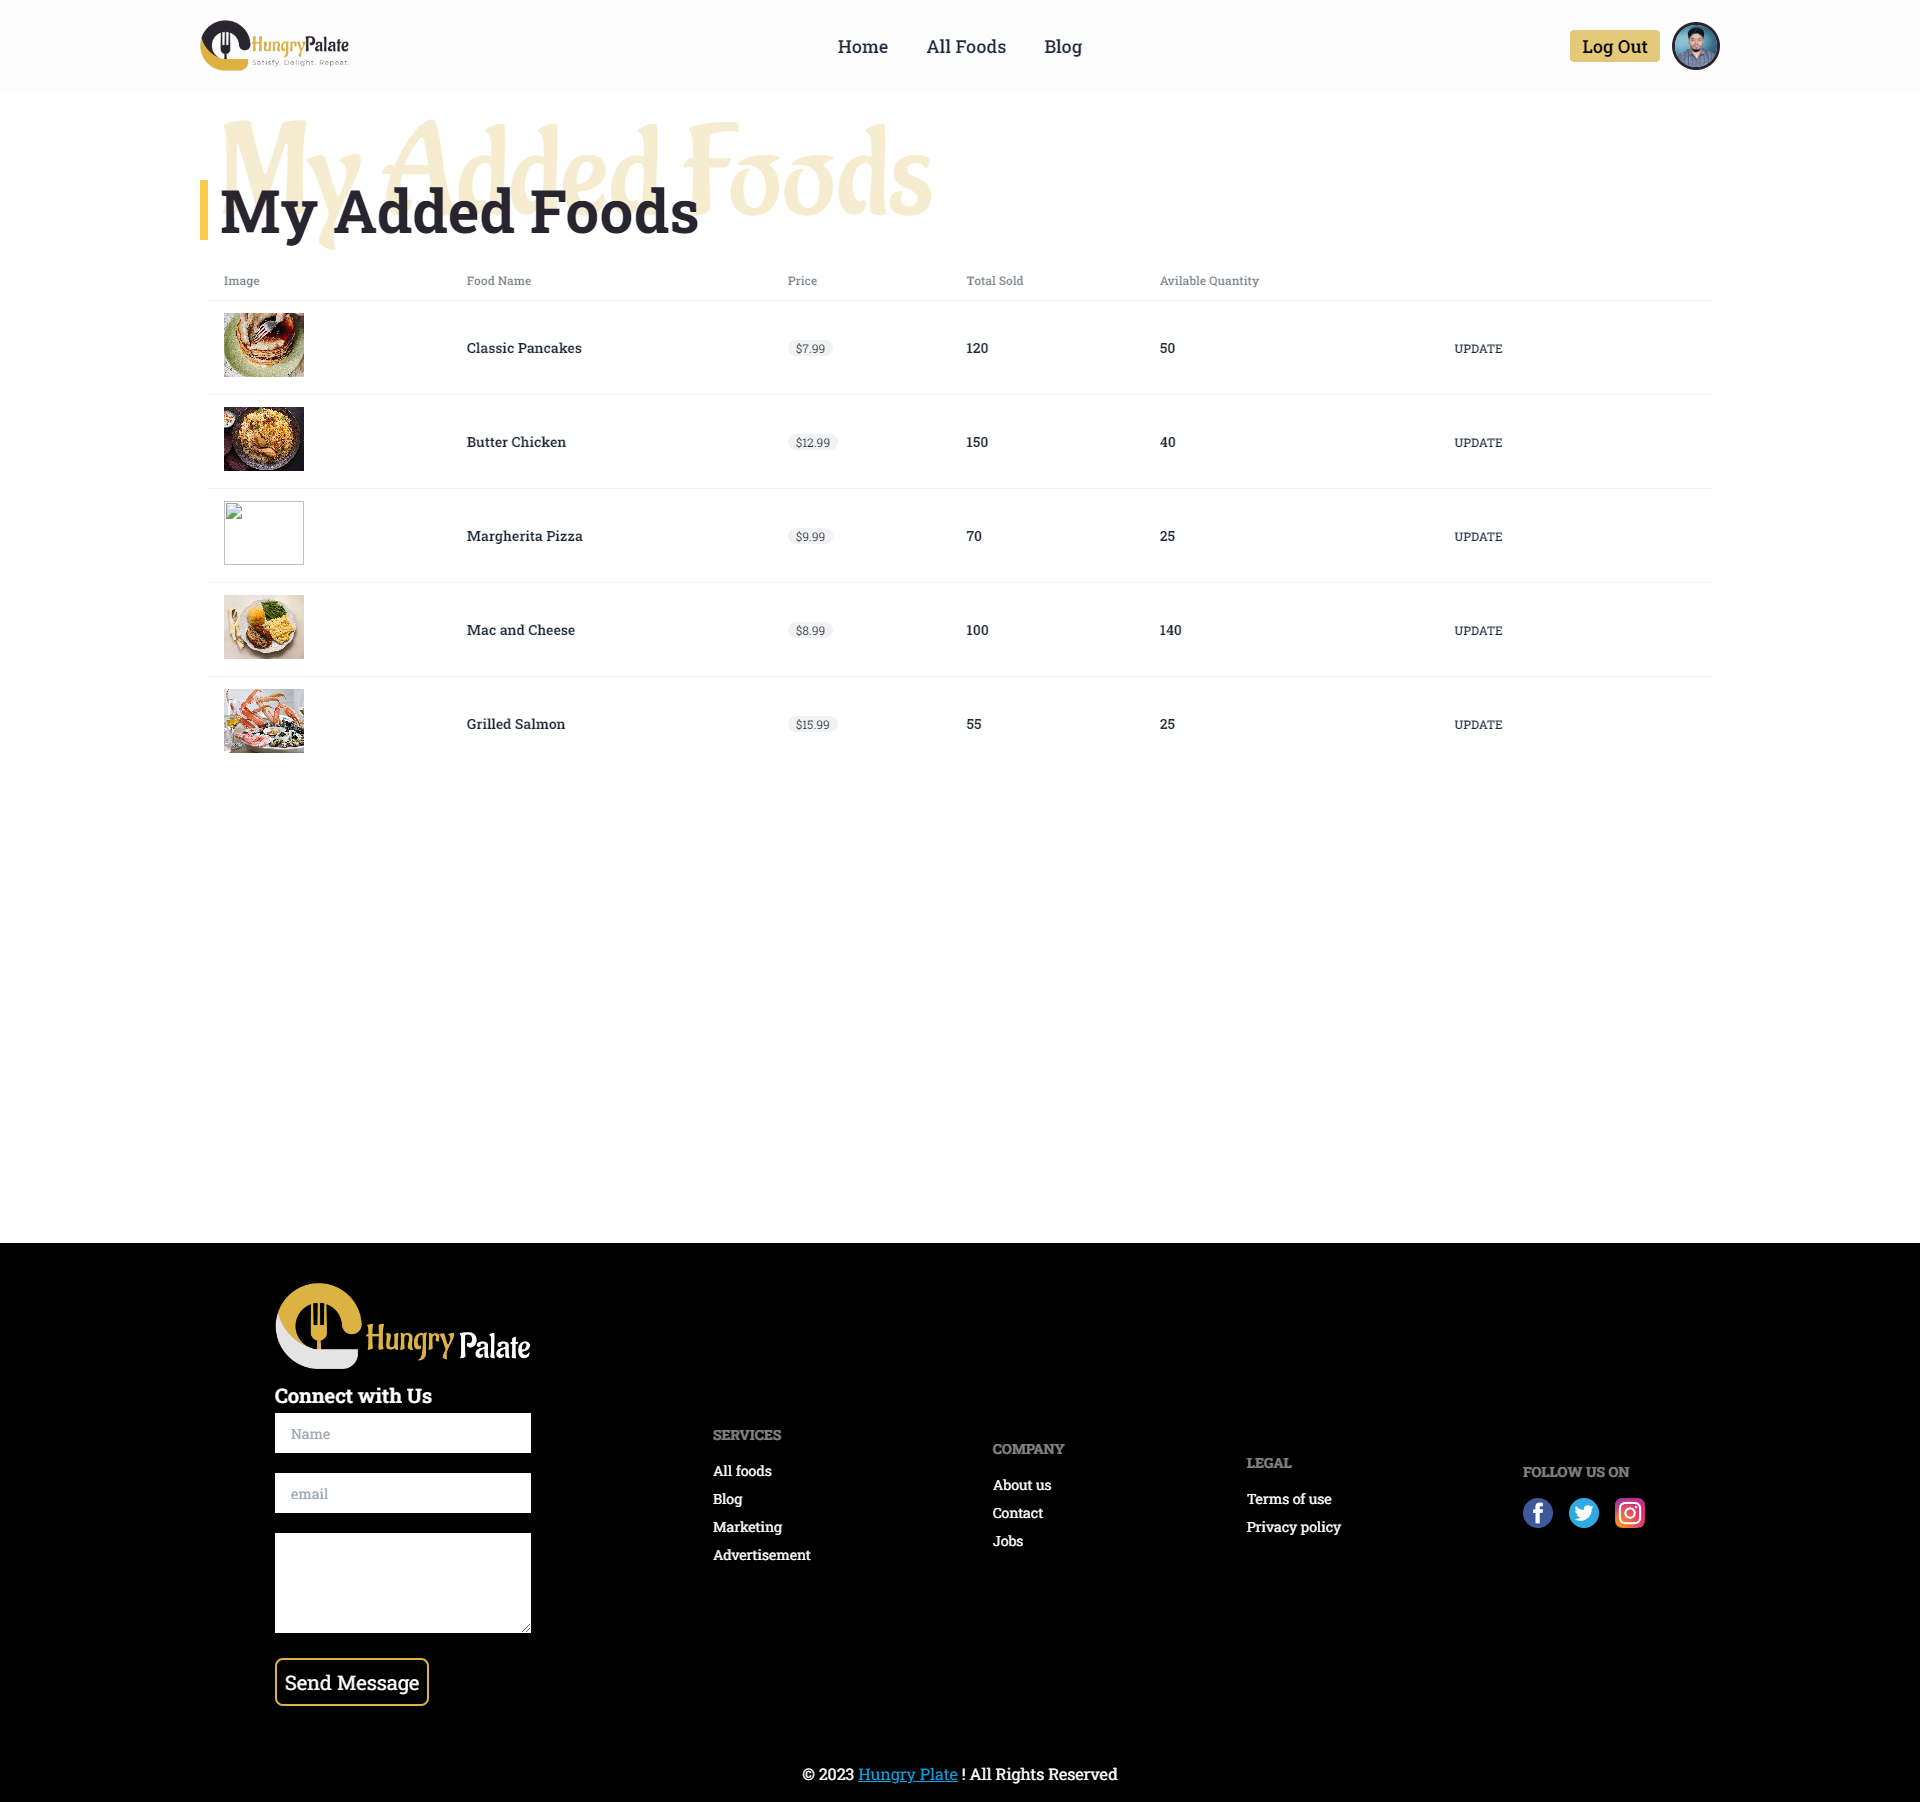 HungryPalate
Satisfy. Delight. Repeat.
Home All Foods Blog
Log Out
My Added Foods
My Added Foods
Image Food Name Price Total Sold Avilable Quantity
Classic Pancakes $7.99 120 50 UPDATE
Butter Chicken $12.99 150 40 UPDATE
Margherita Pizza $9.99 70 25 UPDATE
Mac and Cheese $8.99 100 140 UPDATE
Grilled Salmon $15.99 55 25 UPDATE
Hungry Palate
Connect with Us
Name
email
Send Message
SERVICES
All foods
Blog
Marketing
Advertisement
COMPANY
About us
Contact
Jobs
LEGAL
Terms of use
Privacy policy
FOLLOW US ON
© 2023 Hungry Plate ! All Rights Reserved